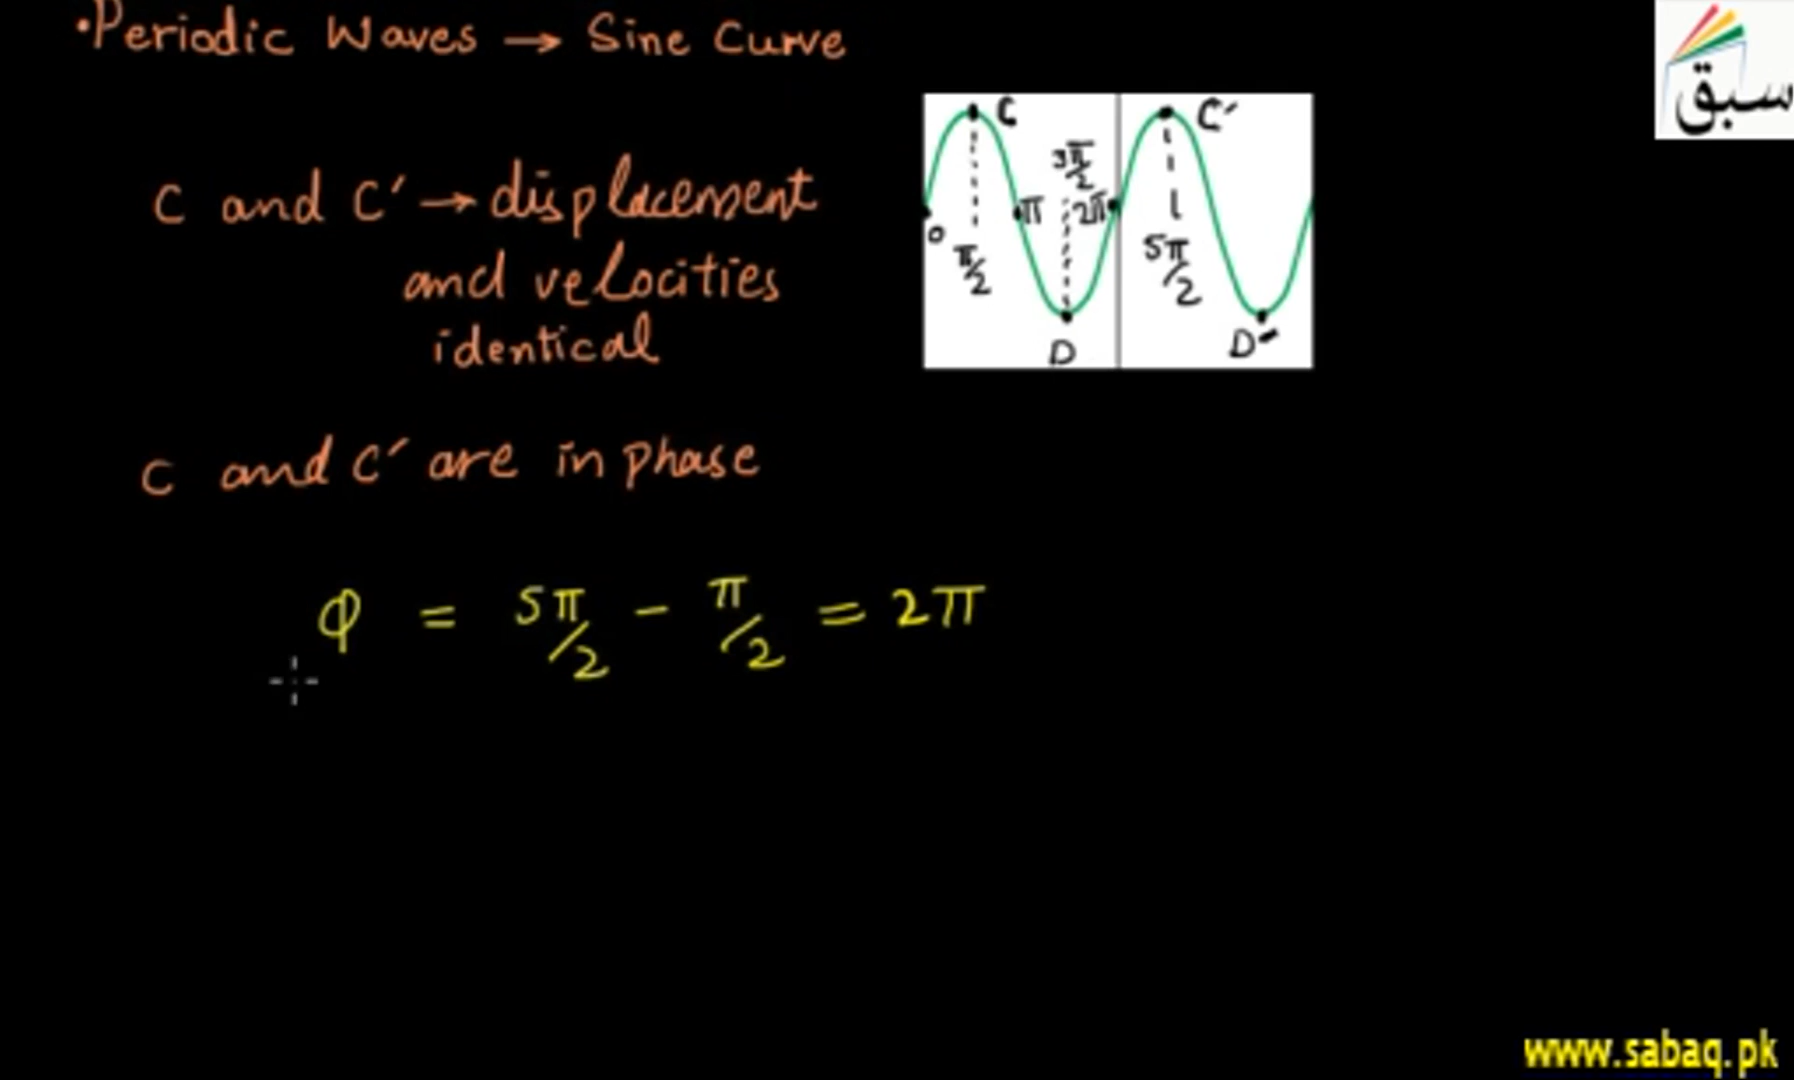 •Periodic Waves → Sine Curve
سبق
C C′
3π/2
C and C′ → displacement
π 2π
0 π/2 5π/2
and velocities
identical
D D′
C and C′ are in phase
φ = 5π/2 - π/2 = 2π
www.sabaq.pk